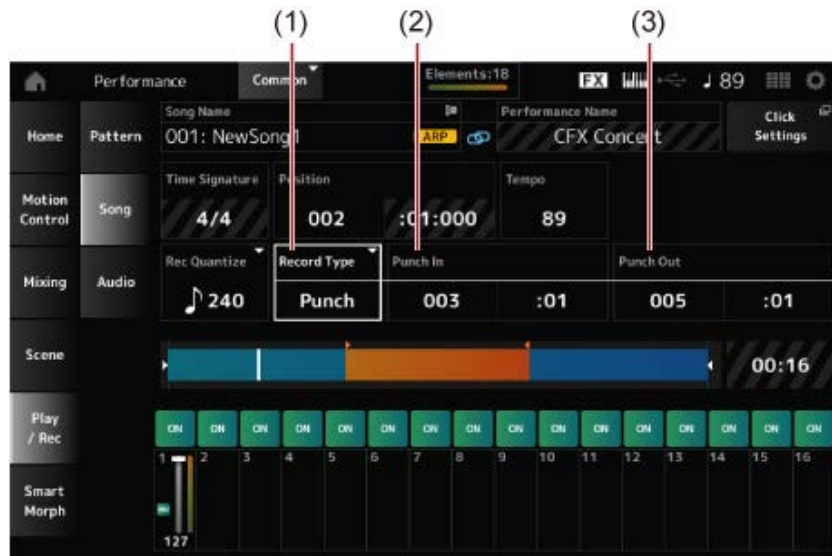 (1) (2) (3)
Performance Common Elements:18 EX ♩ 89
Home Pattern Song Name Performance Name Click Settings
001: NewSong1 ARP CFX Concert
Motion Control Song Time Signature Position Tempo
4/4 002 :01:000 89
Mixing Audio Rec Quantize Record Type Punch In Punch Out
♪ 240 Punch 003 :01 005 :01
Scene 00:16
Play / Rec ON ON ON ON ON ON ON ON ON ON ON ON ON ON ON ON
1 2 3 4 5 6 7 8 9 10 11 12 13 14 15 16
Smart Morph
127